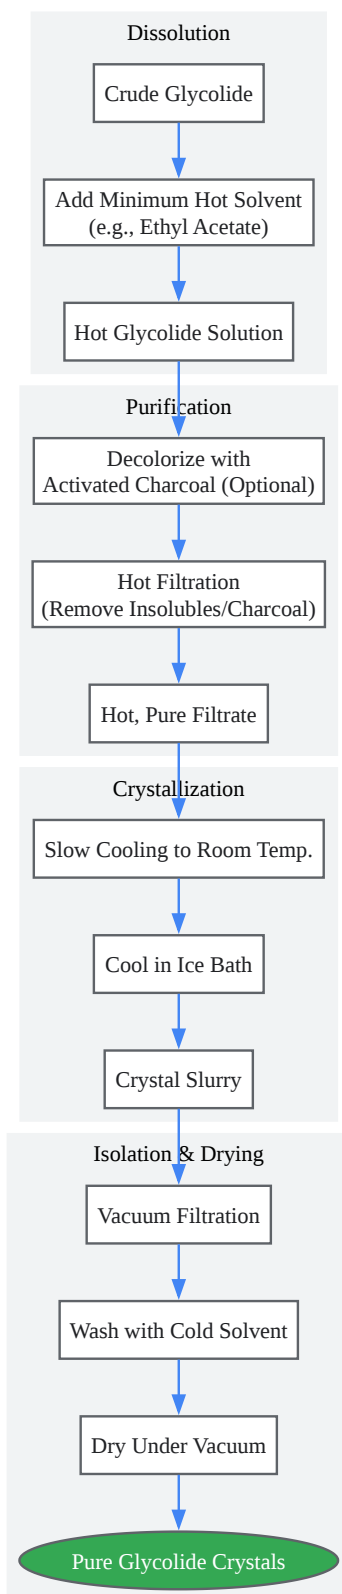 Dissolution
Crude Glycolide
Add Minimum Hot Solvent
(e.g., Ethyl Acetate)
Hot Glycolide Solution
Purification
Decolorize with
Activated Charcoal (Optional)
Hot Filtration
(Remove Insolubles/Charcoal)
Hot, Pure Filtrate
Crystallization
Slow Cooling to Room Temp.
Cool in Ice Bath
Crystal Slurry
Isolation & Drying
Vacuum Filtration
Wash with Cold Solvent
Dry Under Vacuum
Pure Glycolide Crystals